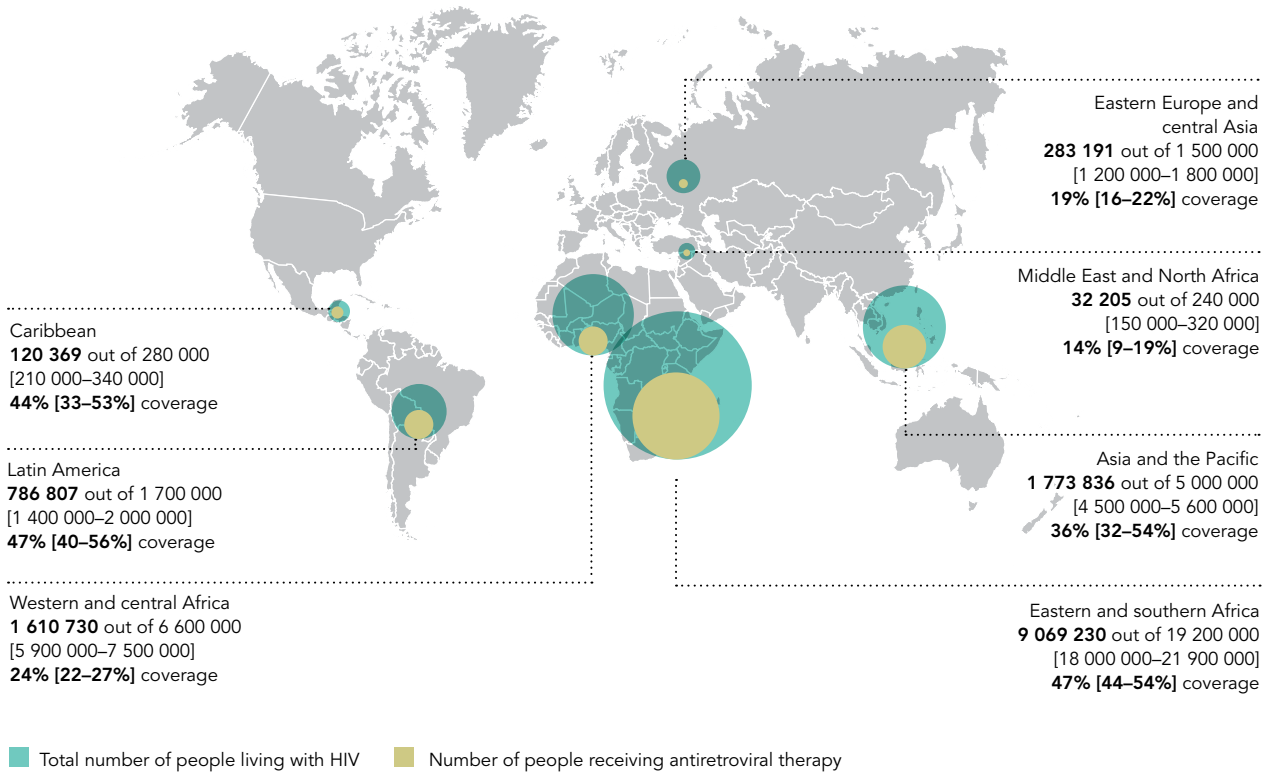 Caribbean
120 369 out of 280 000
[210 000–340 000]
44% [33–53%] coverage
Latin America
786 807 out of 1 700 000
[1 400 000–2 000 000]
47% [40–56%] coverage
Western and central Africa
1 610 730 out of 6 600 000
[5 900 000–7 500 000]
24% [22–27%] coverage
Eastern Europe and
central Asia
283 191 out of 1 500 000
[1 200 000–1 800 000]
19% [16–22%] coverage
Middle East and North Africa
32 205 out of 240 000
[150 000–320 000]
14% [9–19%] coverage
Asia and the Pacific
1 773 836 out of 5 000 000
[4 500 000–5 600 000]
36% [32–54%] coverage
Eastern and southern Africa
9 069 230 out of 19 200 000
[18 000 000–21 900 000]
47% [44–54%] coverage
Total number of people living with HIV
Number of people receiving antiretroviral therapy